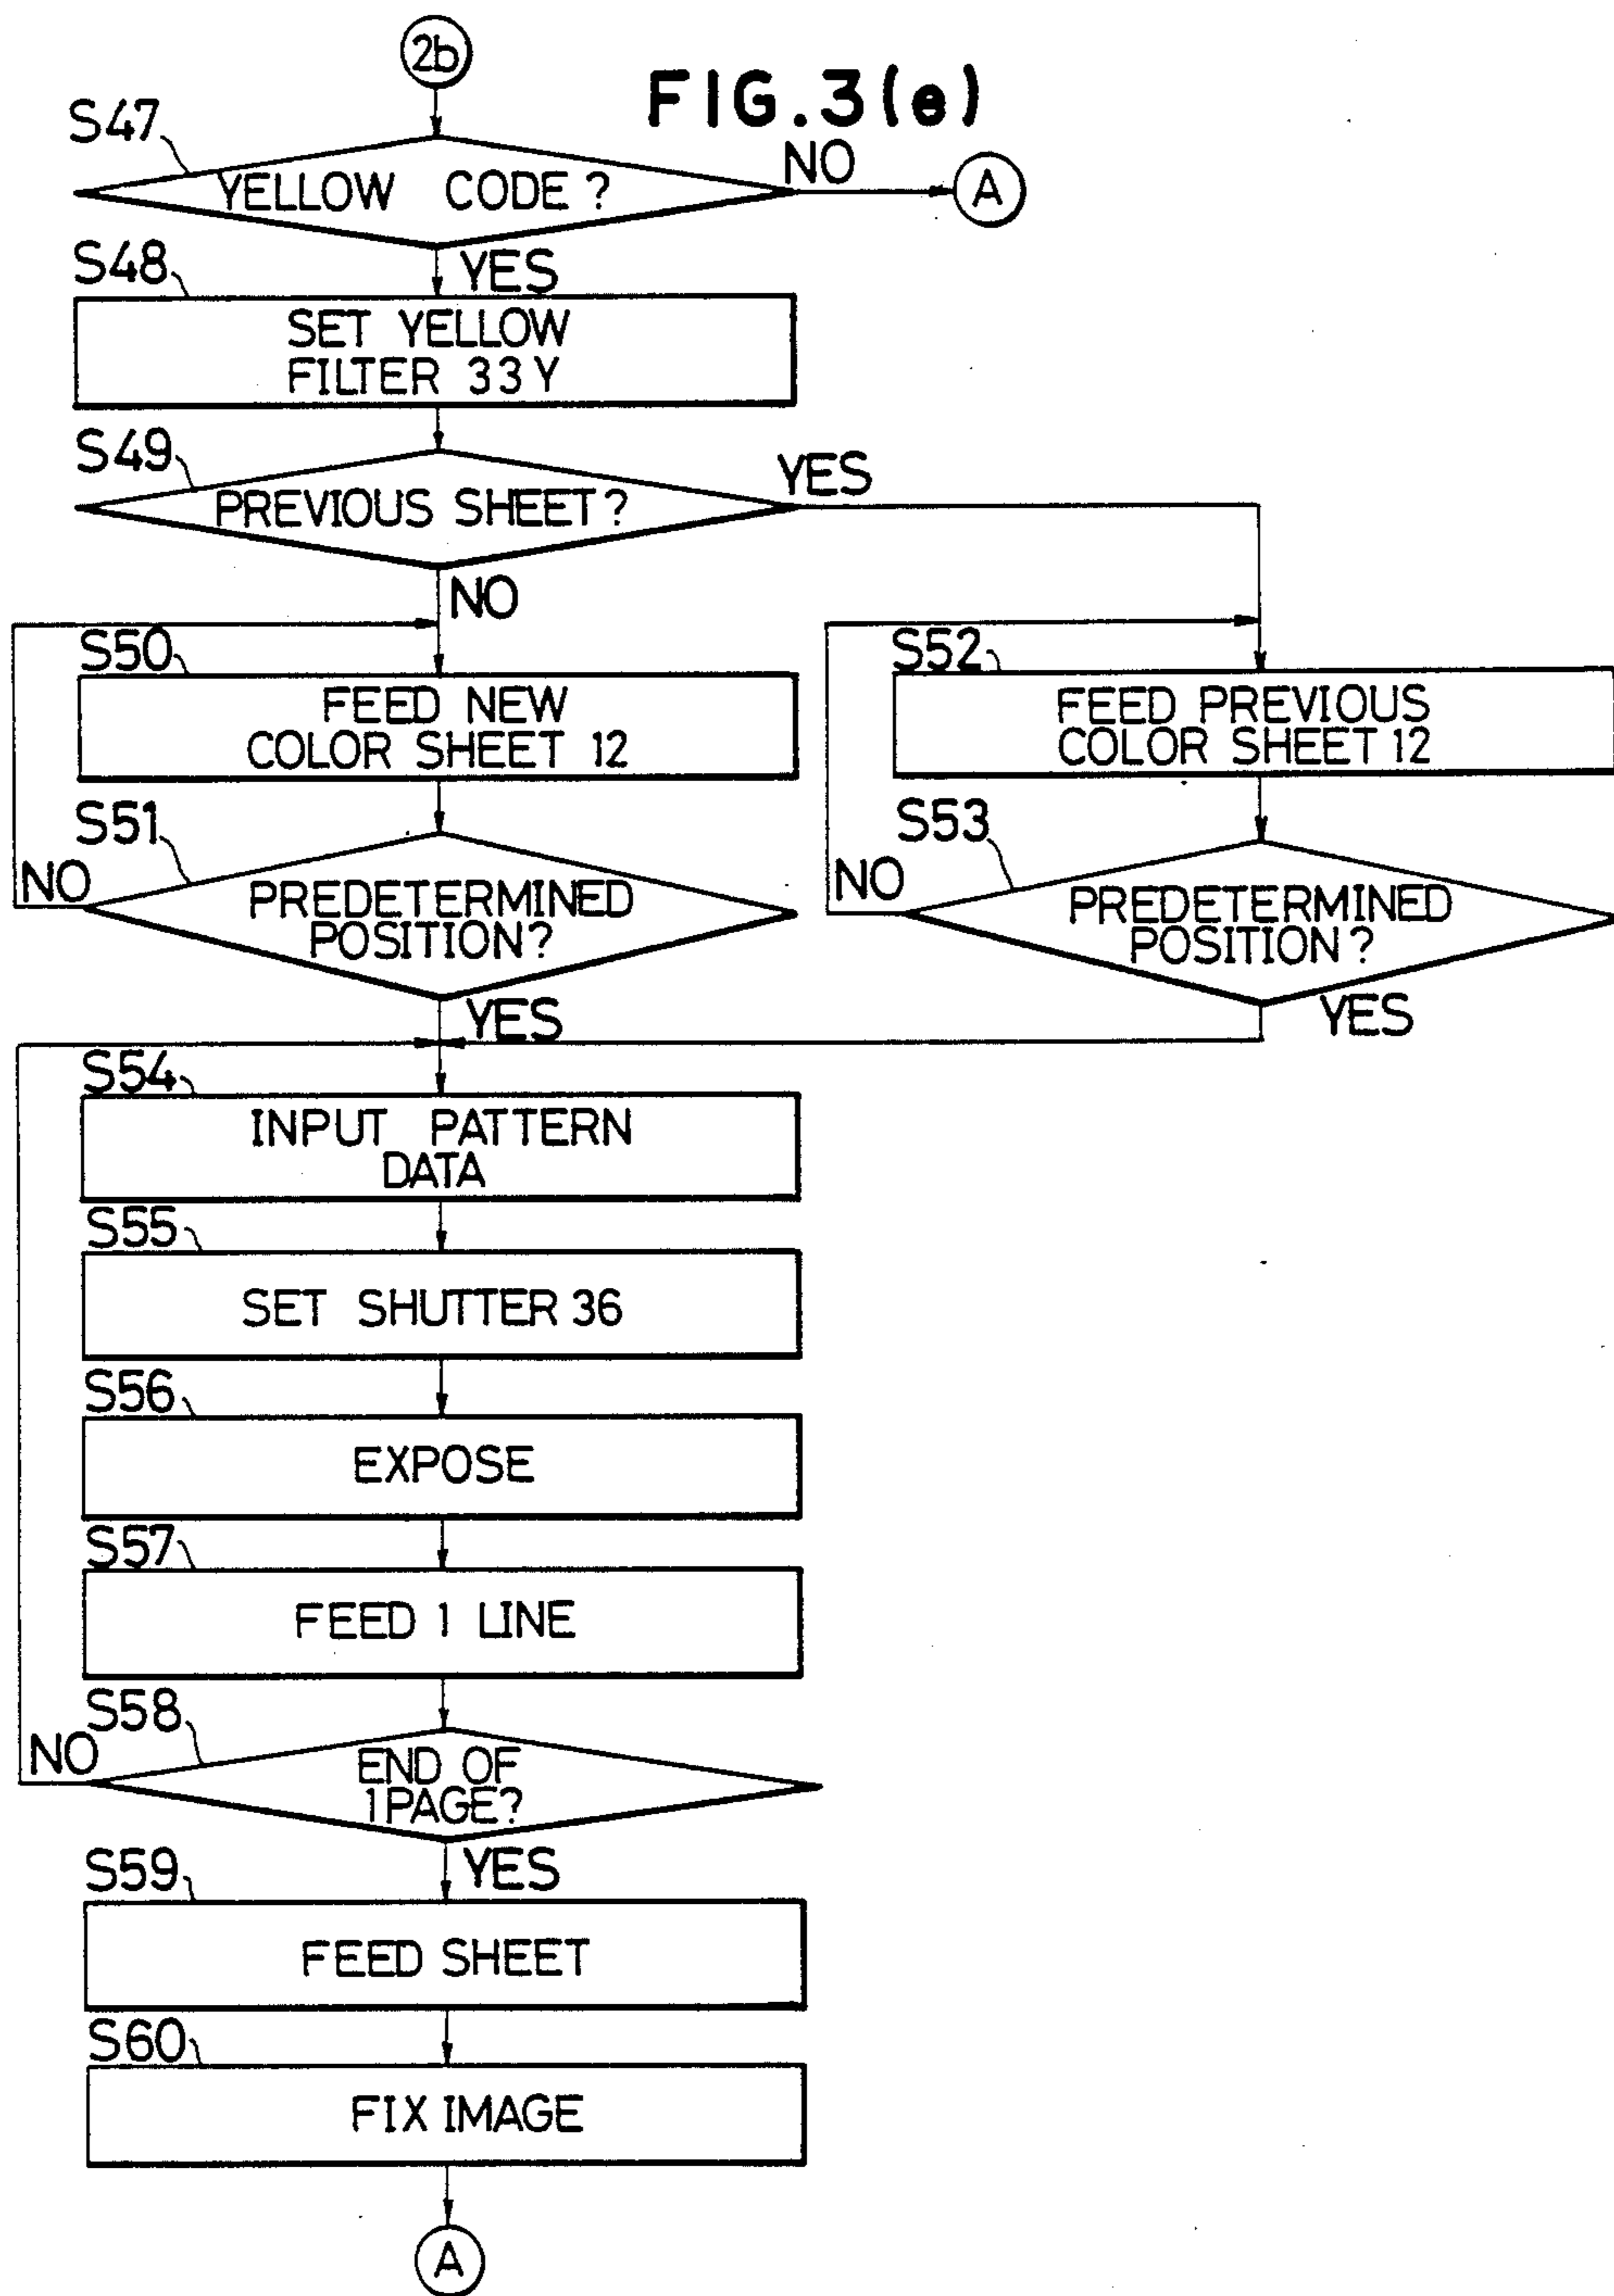 2b
FIG.3(e)
S47
YELLOW CODE?
NO
A
S48
YES
SET YELLOW
FILTER 33Y
S49
PREVIOUS SHEET?
YES
NO
S50
FEED NEW
COLOR SHEET 12
S52
FEED PREVIOUS
COLOR SHEET 12
S51
NO
PREDETERMINED
POSITION?
YES
S53
NO
PREDETERMINED
POSITION?
YES
S54
INPUT PATTERN
DATA
S55
SET SHUTTER 36
S56
EXPOSE
S57
FEED 1 LINE
S58
NO
END OF
1PAGE?
YES
S59
FEED SHEET
S60
FIX IMAGE
A